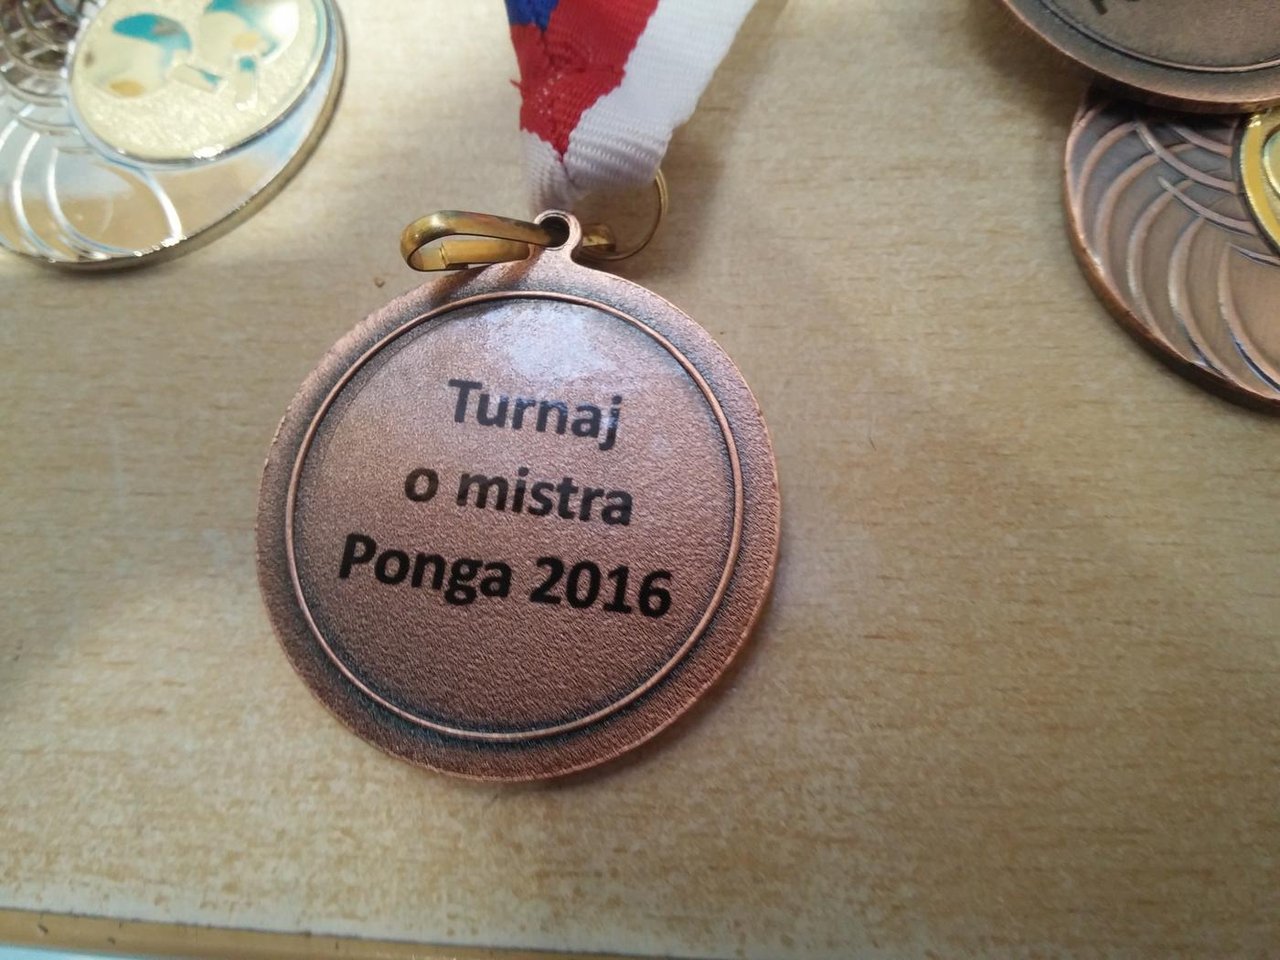 Turnaj
o mistra
Ponga 2016